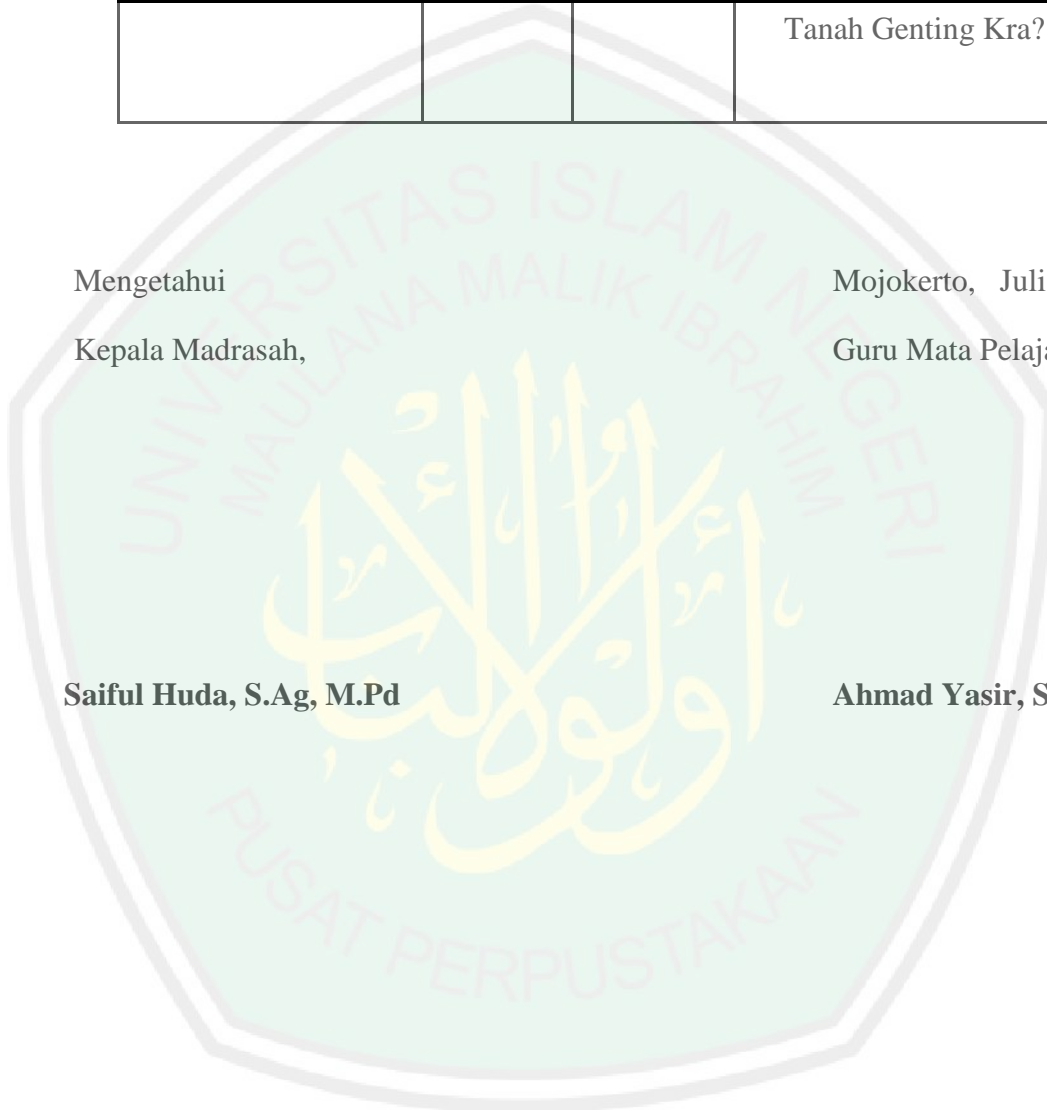 Tanah Genting Kra?
Mengetahui Mojokerto, Juli
Kepala Madrasah, Guru Mata Pelaja
Saiful Huda, S.Ag, M.Pd Ahmad Yasir, S
UNIVERSITAS ISLAM NEGERI
MAULANA MALIK IBRAHIM
PUSAT PERPUSTAKAAN